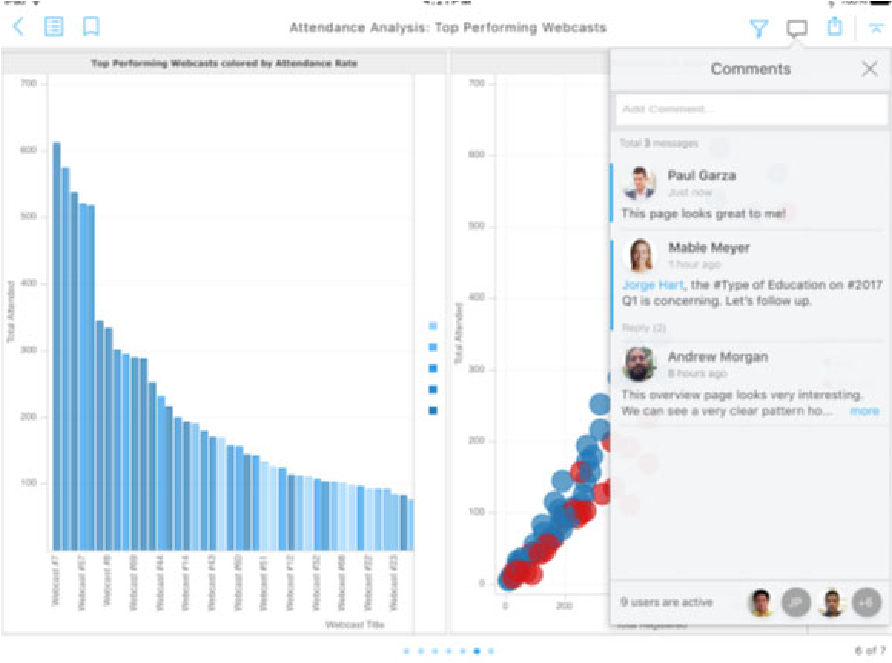 Attendance Analysis: Top Performing Webcasts
Top Performing Webcasts colored by Attendance Rate
700
600
500
400
300
200
100
Total Attended
Webcast #7
Webcast #57
Webcast #8
Webcast #69
Webcast #44
Webcast #14
Webcast #43
Webcast #60
Webcast #51
Webcast #12
Webcast #52
Webcast #68
Webcast #32
Webcast #23
Webcast Title
700
600
500
400
300
200
100
0
Total Attended
0
200
Comments
Add Comment...
Total 3 messages
Paul Garza
Just now
This page looks great to me!
Mable Meyer
1 hour ago
Jorge Hart, the #Type of Education on #2017
Q1 is concerning. Let's follow up.
Reply (2)
Andrew Morgan
8 hours ago
This overview page looks very interesting.
We can see a very clear pattern ho... more
9 users are active
JP
+6
6 of 7